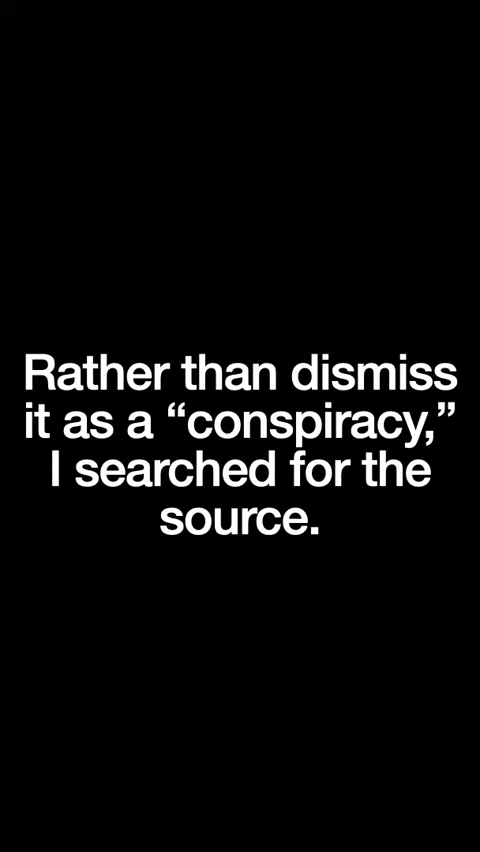 Rather than dismiss
it as a “conspiracy,”
I searched for the
source.